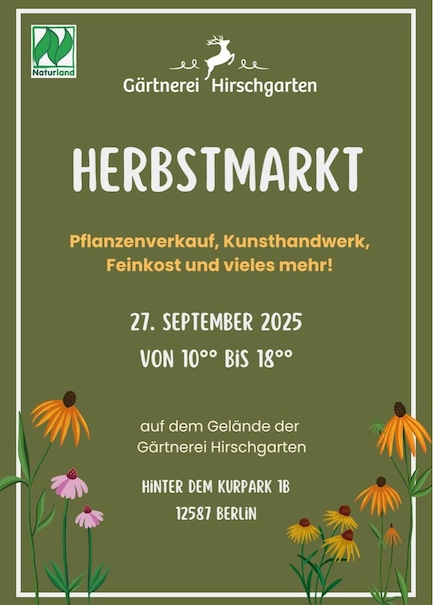 Naturland
Gärtnerei Hirschgarten
HERBSTMARKT
Pflanzenverkauf, Kunsthandwerk,
Feinkost und vieles mehr!
27. SEPTEMBER 2025
VON 10°° BIS 18°°
auf dem Gelände der
Gärtnerei Hirschgarten
HINTER DEM KURPARK 1B
12587 BERLIN